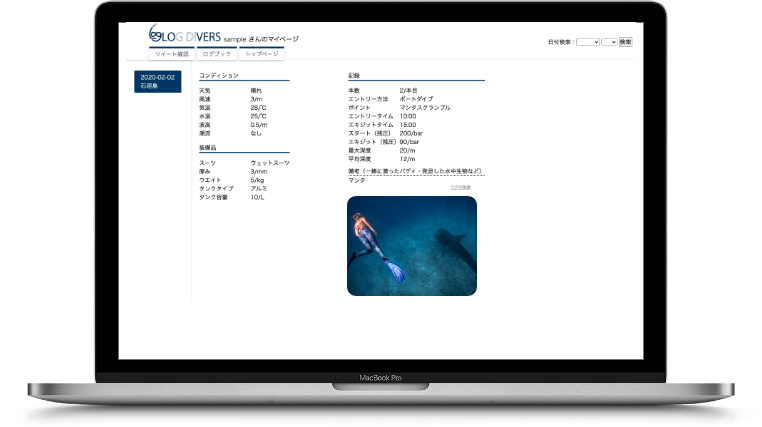 LOG DIVERS sample さんのマイページ
日付検索： 検索
ツイート確認 ログブック トップページ
2020-02-02
石垣島
コンディション
天気 晴れ
風速 3/m
気温 28/℃
水温 25/℃
波高 0.5/m
潮流 なし
装備品
スーツ ウェットスーツ
厚み 3/mm
ウエイト 5/kg
タンクタイプ アルミ
タンク容量 10/L
記録
本数 2/本目
エントリー方法 ボートダイブ
ポイント マンタスクランブル
エントリータイム 10:00
エキジットタイム 15:00
スタート（残圧） 200/bar
エキジット（残圧） 90/bar
最大深度 20/m
平均深度 12/m
備考（一緒に潜ったバディ・発見した水中生物など）
マンタ
MacBook Pro